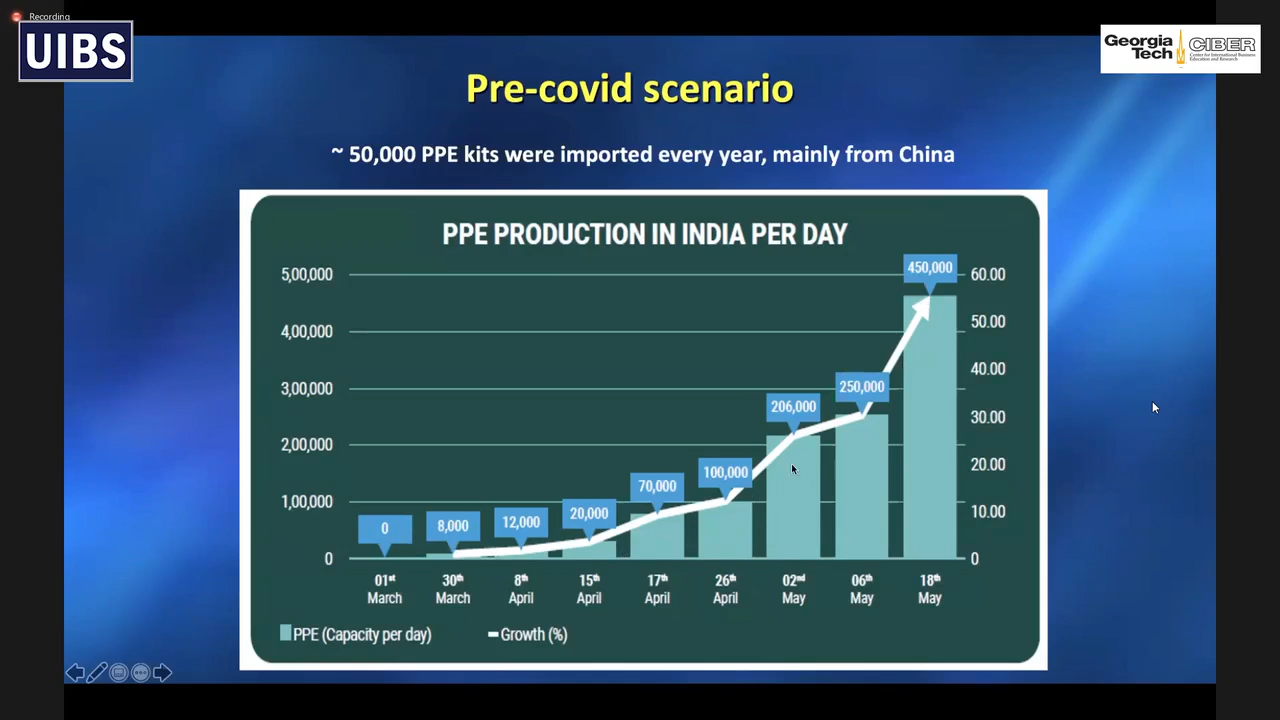 Recording
UIBS
Georgia
Tech
CIBER
Center for International Business
Education and Research
Pre-covid scenario
~ 50,000 PPE kits were imported every year, mainly from China
PPE PRODUCTION IN INDIA PER DAY
5,00,000
4,00,000
3,00,000
2,00,000
1,00,000
0
60.00
50.00
40.00
30.00
20.00
10.00
0
0
8,000
12,000
20,000
70,000
100,000
206,000
250,000
450,000
01st
March
30th
March
8th
April
15th
April
17th
April
26th
April
02nd
May
06th
May
18th
May
PPE (Capacity per day)
Growth (%)